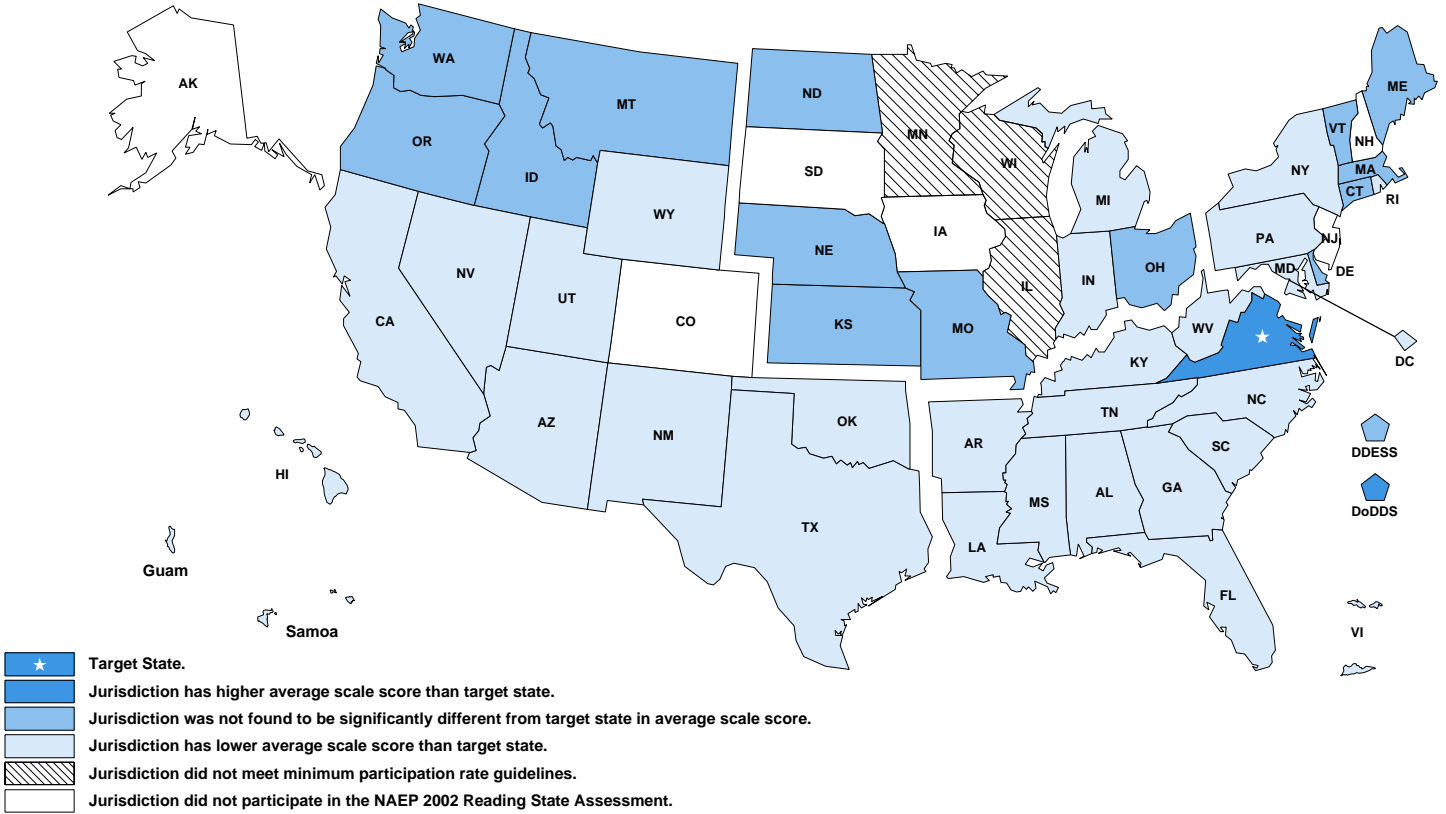 AK
WA
MT
ND
MN
ME
VT
NH
OR
ID
SD
WI
NY
MA
CT
RI
WY
MI
IA
PA
NJ
NE
NV
UT
CO
IL
IN
OH
MD
DE
CA
KS
MO
WV
KY
DC
AZ
NM
OK
AR
TN
NC
SC
DDESS
HI
MS
AL
GA
DoDDS
TX
LA
Guam
FL
Samoa
VI
Target State.
Jurisdiction has higher average scale score than target state.
Jurisdiction was not found to be significantly different from target state in average scale score.
Jurisdiction has lower average scale score than target state.
Jurisdiction did not meet minimum participation rate guidelines.
Jurisdiction did not participate in the NAEP 2002 Reading State Assessment.